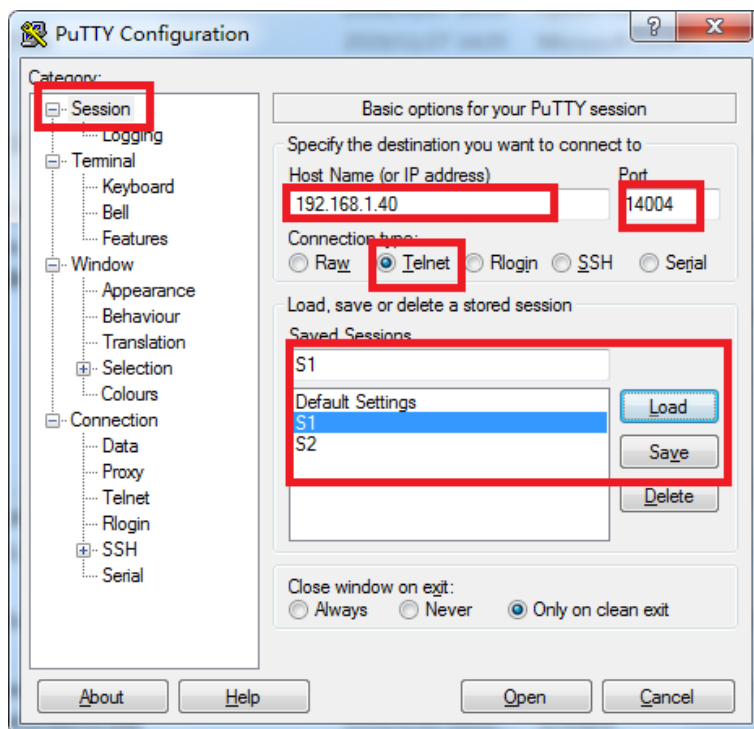 PuTTY Configuration
Category:
Session
Logging
Terminal
Keyboard
Bell
Features
Window
Appearance
Behaviour
Translation
Selection
Colours
Connection
Data
Proxy
Telnet
Rlogin
SSH
Serial
Basic options for your PuTTY session
Specify the destination you want to connect to
Host Name (or IP address) Port
192.168.1.40 14004
Connection type:
Raw Telnet Rlogin SSH Serial
Load, save or delete a stored session
Saved Sessions
S1
Default Settings
S1
S2
Load
Save
Delete
Close window on exit:
Always Never Only on clean exit
About Help Open Cancel